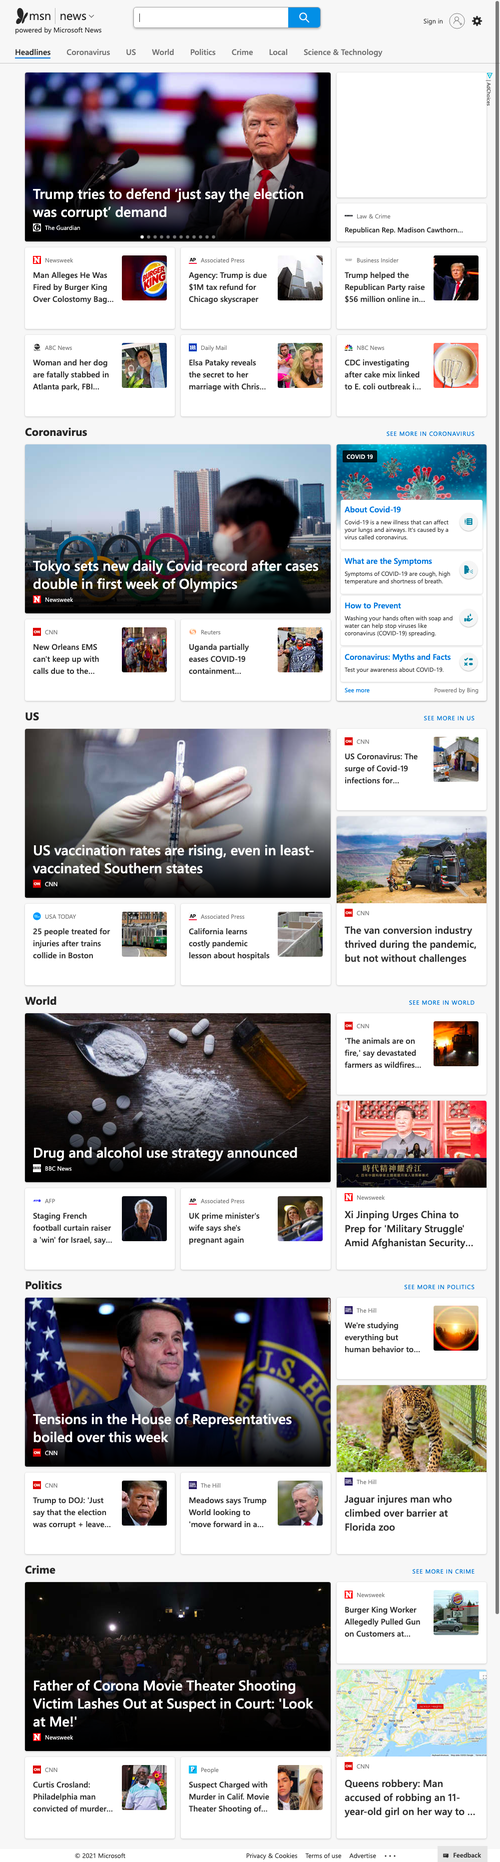 msn | news
powered by Microsoft News
Sign in
Headlines Coronavirus US World Politics Crime Local Science & Technology
Trump tries to defend ‘just say the election
was corrupt’ demand
The Guardian
AdChoices
Law & Crime
Republican Rep. Madison Cawthorn...
Newsweek
Man Alleges He Was
Fired by Burger King
Over Colostomy Bag...
Associated Press
Agency: Trump is due
$1M tax refund for
Chicago skyscraper
Business Insider
Trump helped the
Republican Party raise
$56 million online in...
ABC News
Woman and her dog
are fatally stabbed in
Atlanta park, FBI...
Daily Mail
Elsa Pataky reveals
the secret to her
marriage with Chris...
NBC News
CDC investigating
after cake mix linked
to E. coli outbreak i...
Coronavirus
SEE MORE IN CORONAVIRUS
Tokyo sets new daily Covid record after cases
double in first week of Olympics
Newsweek
COVID 19
About Covid-19
Covid-19 is a new illness that can affect
your lungs and airways. It's caused by a
virus called coronavirus.
What are the Symptoms
Symptoms of COVID-19 are cough, high
temperature and shortness of breath.
How to Prevent
Washing your hands often with soap and
water can help stop viruses like
coronavirus (COVID-19) spreading.
Coronavirus: Myths and Facts
Test your awareness about COVID-19.
See more
Powered by Bing
CNN
New Orleans EMS
can't keep up with
calls due to the...
Reuters
Uganda partially
eases COVID-19
containment...
US
SEE MORE IN US
US vaccination rates are rising, even in least-
vaccinated Southern states
CNN
CNN
US Coronavirus: The
surge of Covid-19
infections for...
CNN
The van conversion industry
thrived during the pandemic,
but not without challenges
USA TODAY
25 people treated for
injuries after trains
collide in Boston
Associated Press
California learns
costly pandemic
lesson about hospitals
World
SEE MORE IN WORLD
Drug and alcohol use strategy announced
BBC News
CNN
'The animals are on
fire,' say devastated
farmers as wildfires...
時代精神耀香江
Newsweek
Xi Jinping Urges China to
Prep for 'Military Struggle'
Amid Afghanistan Security...
AFP
Staging French
football curtain raiser
a 'win' for Israel, say...
Associated Press
UK prime minister's
wife says she's
pregnant again
Politics
SEE MORE IN POLITICS
Tensions in the House of Representatives
boiled over this week
CNN
The Hill
We're studying
everything but
human behavior to...
The Hill
Jaguar injures man who
climbed over barrier at
Florida zoo
CNN
Trump to DOJ: 'Just
say that the election
was corrupt + leave...
The Hill
Meadows says Trump
World looking to
'move forward in a...
Crime
SEE MORE IN CRIME
Father of Corona Movie Theater Shooting
Victim Lashes Out at Suspect in Court: 'Look
at Me!'
Newsweek
Newsweek
Burger King Worker
Allegedly Pulled Gun
on Customers at...
CNN
Queens robbery: Man
accused of robbing an 11-
year-old girl on her way to ...
CNN
Curtis Crosland:
Philadelphia man
convicted of murder...
People
Suspect Charged with
Murder in Calif. Movie
Theater Shooting of...
© 2021 Microsoft
Privacy & Cookies Terms of use Advertise ...
Feedback